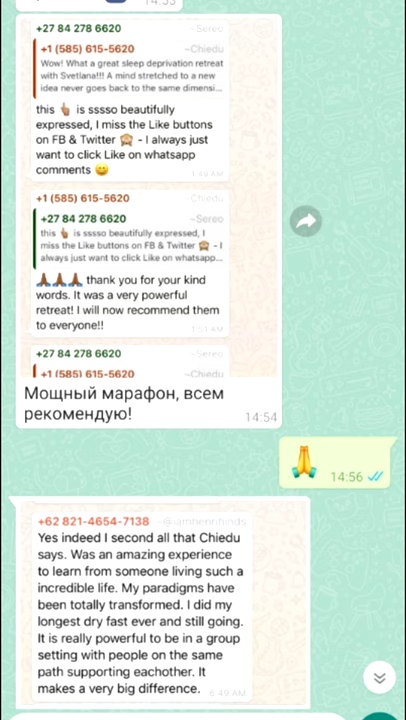 14:53
+27 84 278 6620 ~Sereo
+1 (585) 615-5620 ~Chiedu
Wow! What a great sleep deprivation retreat
with Svetlana!!! A mind stretched to a new
idea never goes back to the same dimensi...
this 👆🏽 is sssso beautifully
expressed, I miss the Like buttons
on FB & Twitter 🙈 - I always just
want to click Like on whatsapp
comments 😀
1:49 AM
+1 (585) 615-5620 ~Chiedu
+27 84 278 6620 ~Sereo
this 👆🏽 is sssso beautifully expressed, I
miss the Like buttons on FB & Twitter 🙈 - I
always just want to click Like on whatsapp...
🙏🏾🙏🏾🙏🏾 thank you for your kind
words. It was a very powerful
retreat! I will now recommend them
to everyone!!
1:51 AM
+27 84 278 6620 ~Sereo
+1 (585) 615-5620 ~Chiedu
Мощный марафон, всем
рекомендую!
14:54
🙏
14:56
+62 821-4654-7138 ~@iamhenrihinds
Yes indeed I second all that Chiedu
says. Was an amazing experience
to learn from someone living such a
incredible life. My paradigms have
been totally transformed. I did my
longest dry fast ever and still going.
It is really powerful to be in a group
setting with people on the same
path supporting eachother. It
makes a very big difference.
6:49 AM